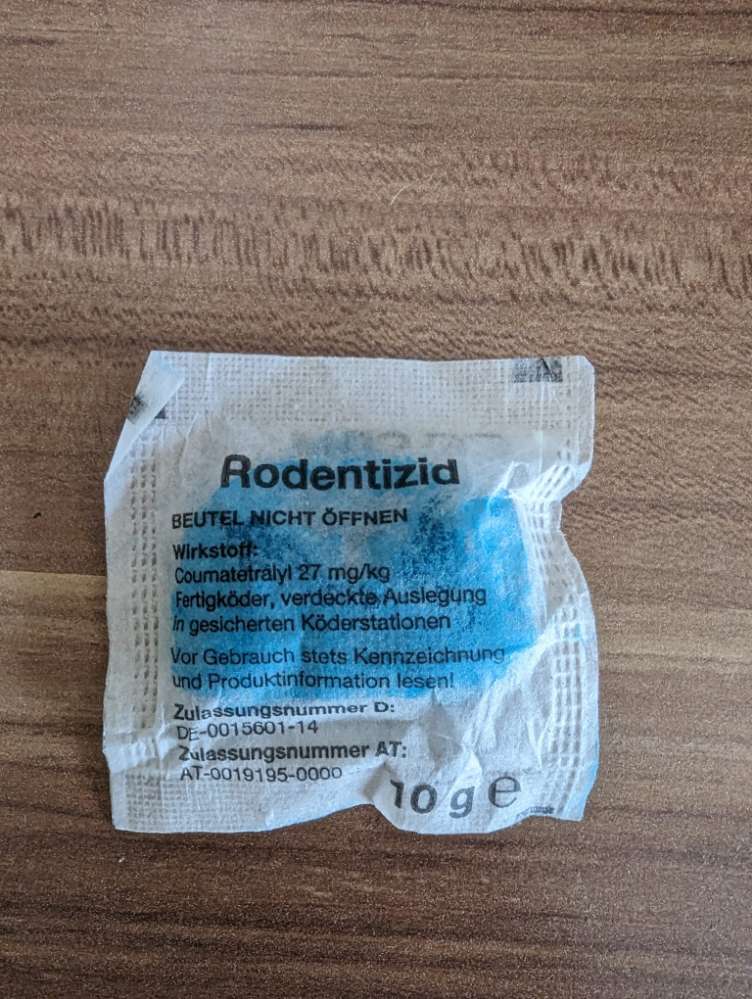 Rodentizid
BEUTEL NICHT ÖFFNEN
Wirkstoff:
Coumatetralyl 27 mg/kg
Fertigköder, verdeckte Auslegung
in gesicherten Köderstationen
Vor Gebrauch stets Kennzeichnung
und Produktinformation lesen!
Zulassungsnummer D:
DE-0015601-14
Zulassungsnummer AT:
AT-0019195-0000
10 g e